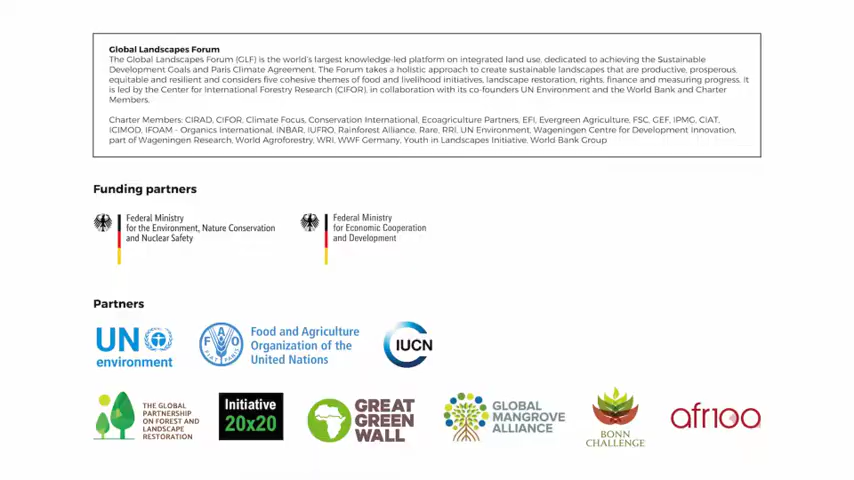 Global Landscapes Forum
The Global Landscapes Forum (GLF) is the world's largest knowledge-led platform on integrated land use, dedicated to achieving the Sustainable
Development Goals and Paris Climate Agreement. The Forum takes a holistic approach to create sustainable landscapes that are productive, prosperous,
equitable and resilient and considers five cohesive themes of food and livelihood initiatives, landscape restoration, rights, finance and measuring progress. It
is led by the Center for International Forestry Research (CIFOR), in collaboration with its co-founders UN Environment and the World Bank and Charter
Members.
Charter Members: CIRAD, CIFOR, Climate Focus, Conservation International, Ecoagriculture Partners, EFI, Evergreen Agriculture, FSC, GEF, IPMG, CIAT,
ICIMOD, IFOAM - Organics International, INBAR, IUFRO, Rainforest Alliance, Rare, RRI, UN Environment, Wageningen Centre for Development Innovation,
part of Wageningen Research, World Agroforestry, WRI, WWF Germany, Youth in Landscapes Initiative, World Bank Group
Funding partners
Federal Ministry
for the Environment, Nature Conservation
and Nuclear Safety
Federal Ministry
for Economic Cooperation
and Development
Partners
UN
environment
F A O
FIAT PANIS
Food and Agriculture
Organization of the
United Nations
IUCN
THE GLOBAL
PARTNERSHIP
ON FOREST AND
LANDSCAPE
RESTORATION
Initiative
20x20
GREAT
GREEN
WALL
GLOBAL
MANGROVE
ALLIANCE
BONN
CHALLENGE
afr100